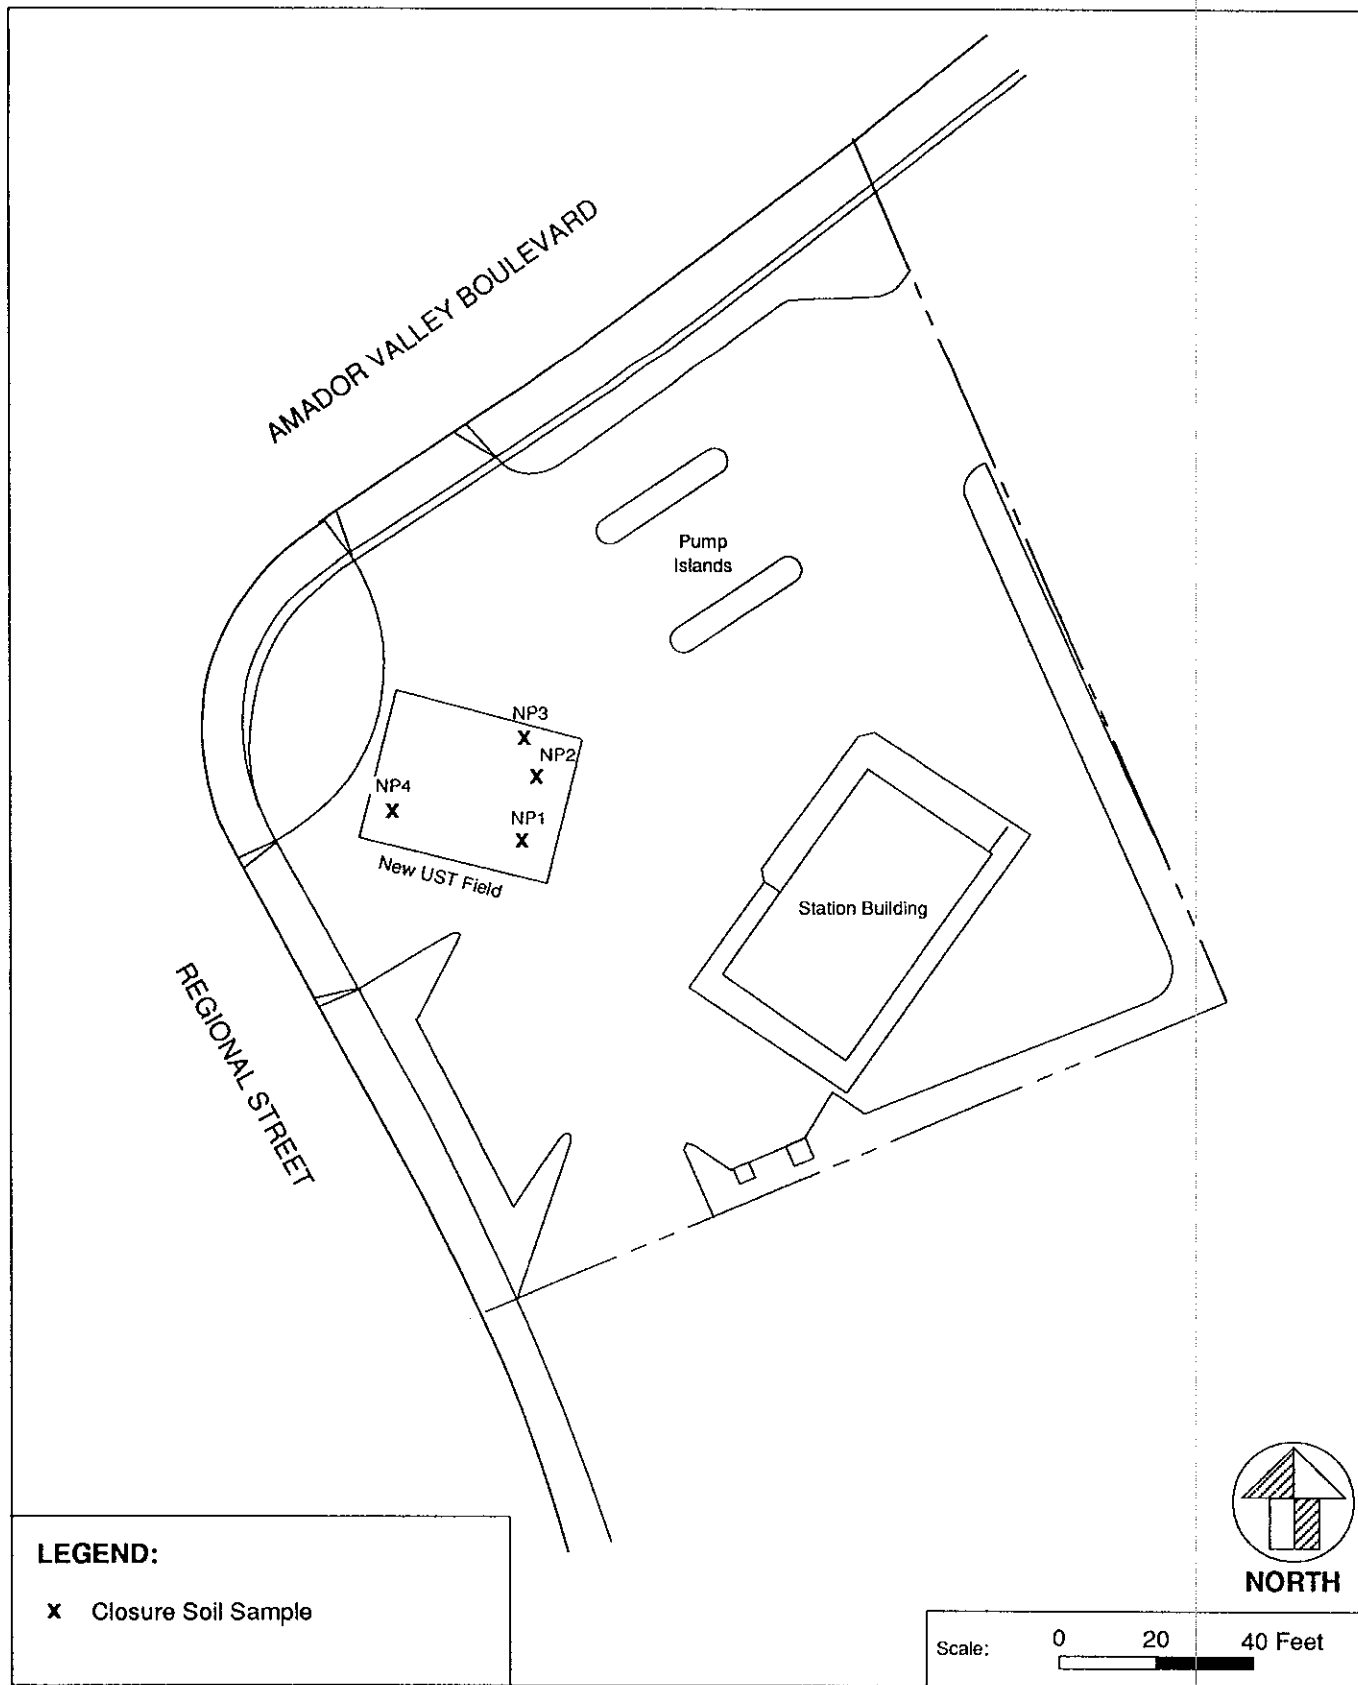 AMADOR VALLEY BOULEVARD
Pump
Islands
NP3
NP2
NP4
NP1
New UST Field
Station Building
REGIONAL STREET
NORTH
LEGEND:
x Closure Soil Sample
Scale: 0 20 40 Feet